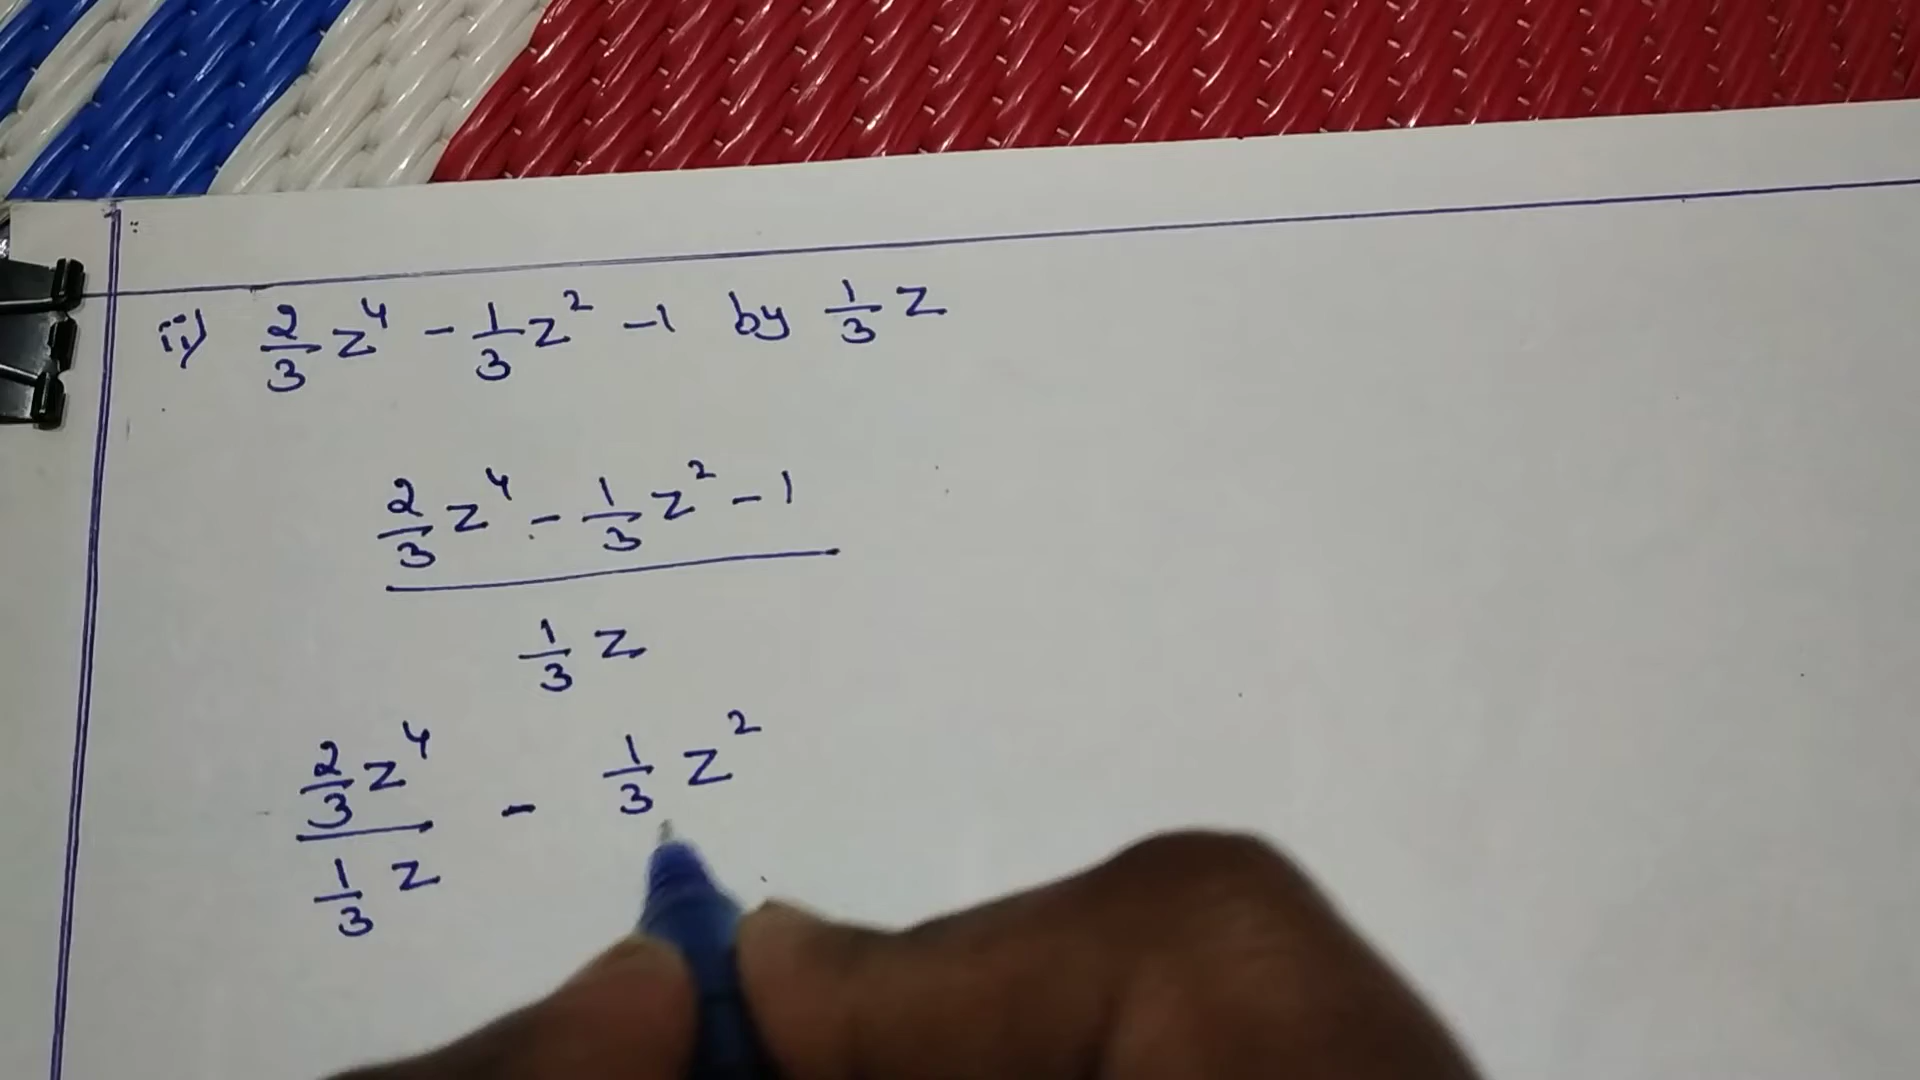 ii) 2/3 z⁴ - 1/3 z² - 1 by 1/3 z
2/3 z⁴ - 1/3 z² - 1
1/3 z
2/3 z⁴ - 1/3 z²
1/3 z